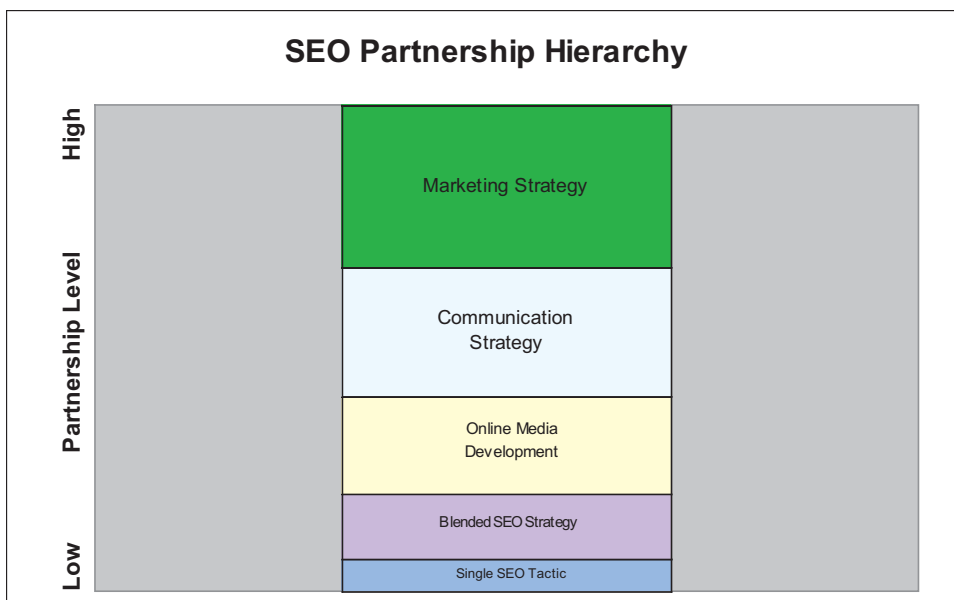 SEO Partnership Hierarchy
High
Partnership Level
Low
Marketing Strategy
Communication
Strategy
Online Media
Development
Blended SEO Strategy
Single SEO Tactic